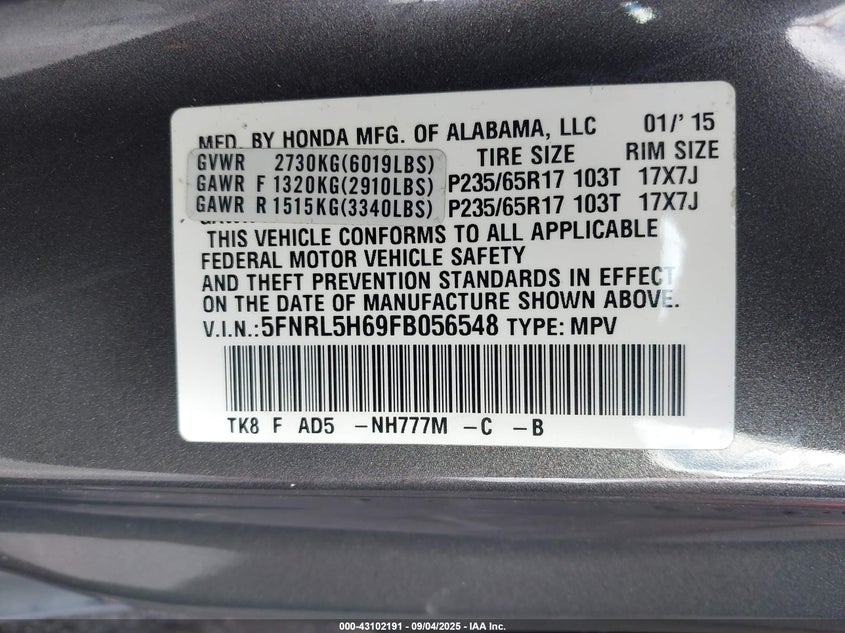 MFD. BY HONDA MFG. OF ALABAMA, LLC 01/' 15
GVWR 2730KG(6019LBS) TIRE SIZE RIM SIZE
GAWR F 1320KG(2910LBS) P235/65R17 103T 17X7J
GAWR R 1515KG(3340LBS) P235/65R17 103T 17X7J
THIS VEHICLE CONFORMS TO ALL APPLICABLE
FEDERAL MOTOR VEHICLE SAFETY
AND THEFT PREVENTION STANDARDS IN EFFECT
ON THE DATE OF MANUFACTURE SHOWN ABOVE.
V.I.N.:5FNRL5H69FB056548 TYPE: MPV
TK8 F AD5 -NH777M -C -B
000-43102191 - 09/04/2025 - IAA Inc.